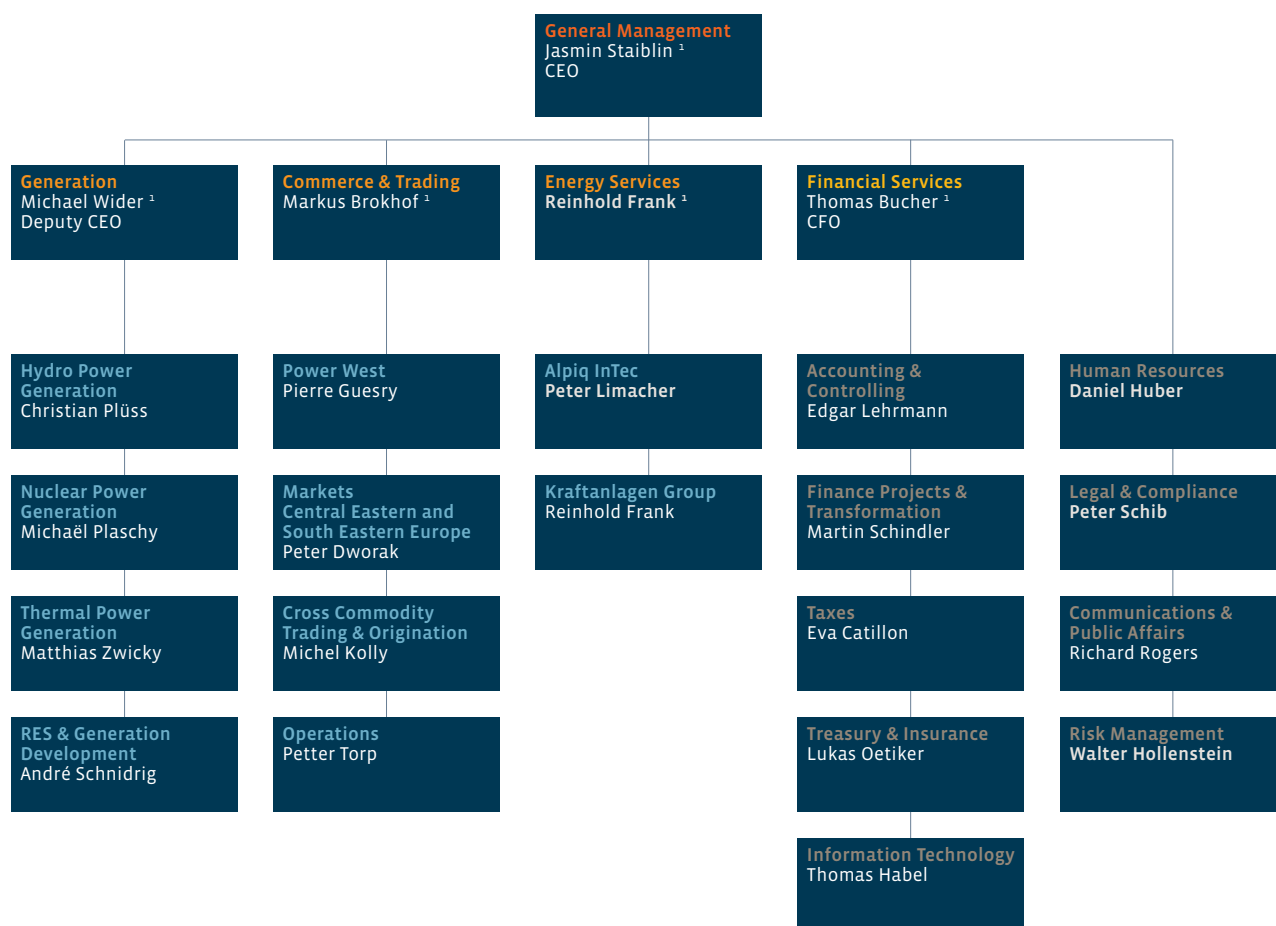 General Management
Jasmin Staiblin ¹
CEO
Generation
Michael Wider ¹
Deputy CEO
Commerce & Trading
Markus Brokhof ¹
Energy Services
Reinhold Frank ¹
Financial Services
Thomas Bucher ¹
CFO
Hydro Power
Generation
Christian Plüss
Power West
Pierre Guesry
Alpiq InTec
Peter Limacher
Accounting &
Controlling
Edgar Lehrmann
Human Resources
Daniel Huber
Nuclear Power
Generation
Michaël Plaschy
Markets
Central Eastern and
South Eastern Europe
Peter Dworak
Kraftanlagen Group
Reinhold Frank
Finance Projects &
Transformation
Martin Schindler
Legal & Compliance
Peter Schib
Thermal Power
Generation
Matthias Zwicky
Cross Commodity
Trading & Origination
Michel Kolly
Taxes
Eva Catillon
Communications &
Public Affairs
Richard Rogers
RES & Generation
Development
André Schnidrig
Operations
Petter Torp
Treasury & Insurance
Lukas Oetiker
Risk Management
Walter Hollenstein
Information Technology
Thomas Habel